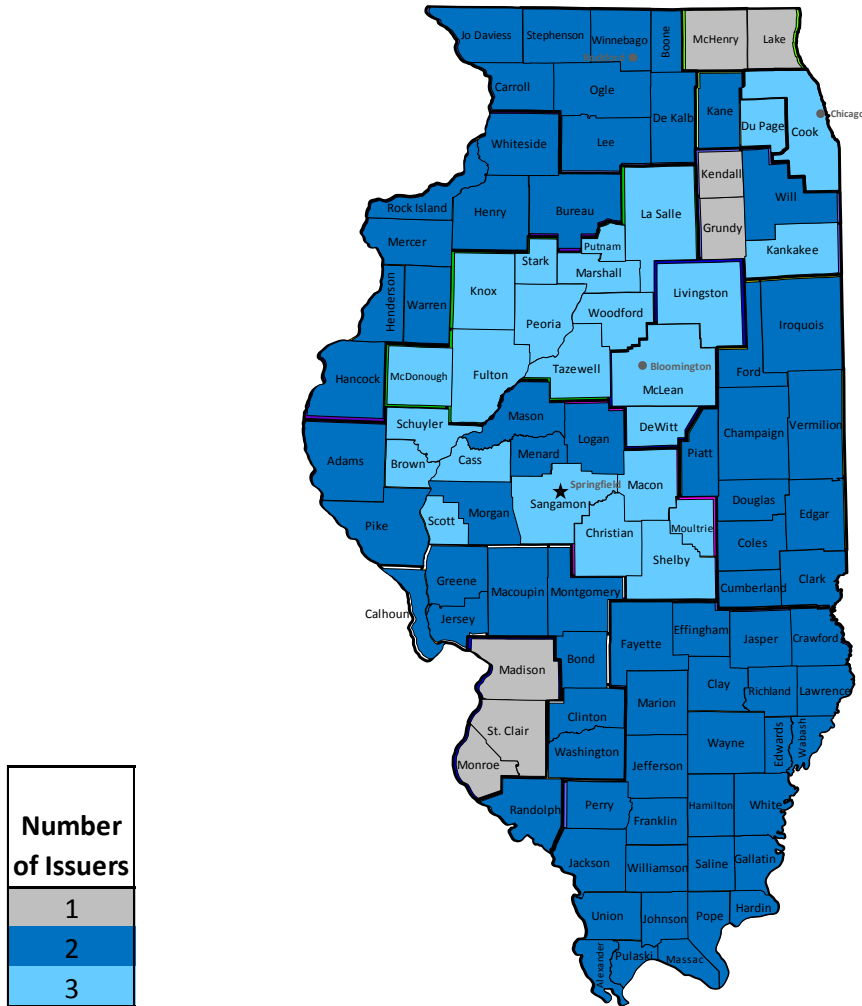 Jo Daviess
Stephenson
Winnebago
Boone
McHenry
Lake
Carroll
Ogle
De Kalb
Kane
Du Page
Cook
Chicago
Whiteside
Lee
Kendall
Will
Rock Island
Henry
Bureau
La Salle
Grundy
Mercer
Putnam
Kankakee
Stark
Marshall
Henderson
Warren
Knox
Livingston
Peoria
Woodford
Iroquois
Hancock
McDonough
Fulton
Tazewell
Bloomington
McLean
Ford
Schuyler
Mason
Logan
DeWitt
Champaign
Vermilion
Adams
Brown
Cass
Menard
Piatt
Springfield
Macon
Sangamon
Douglas
Edgar
Pike
Scott
Morgan
Christian
Moultrie
Coles
Shelby
Greene
Macoupin
Montgomery
Cumberland
Clark
Calhoun
Jersey
Fayette
Effingham
Jasper
Crawford
Madison
Bond
Clay
Richland
Lawrence
Marion
St. Clair
Clinton
Wayne
Edwards
Wabash
Washington
Monroe
Jefferson
Randolph
Perry
Hamilton
White
Franklin
Jackson
Williamson
Saline
Gallatin
Union
Johnson
Pope
Hardin
Alexander
Pulaski
Massac
Number
of Issuers
1
2
3